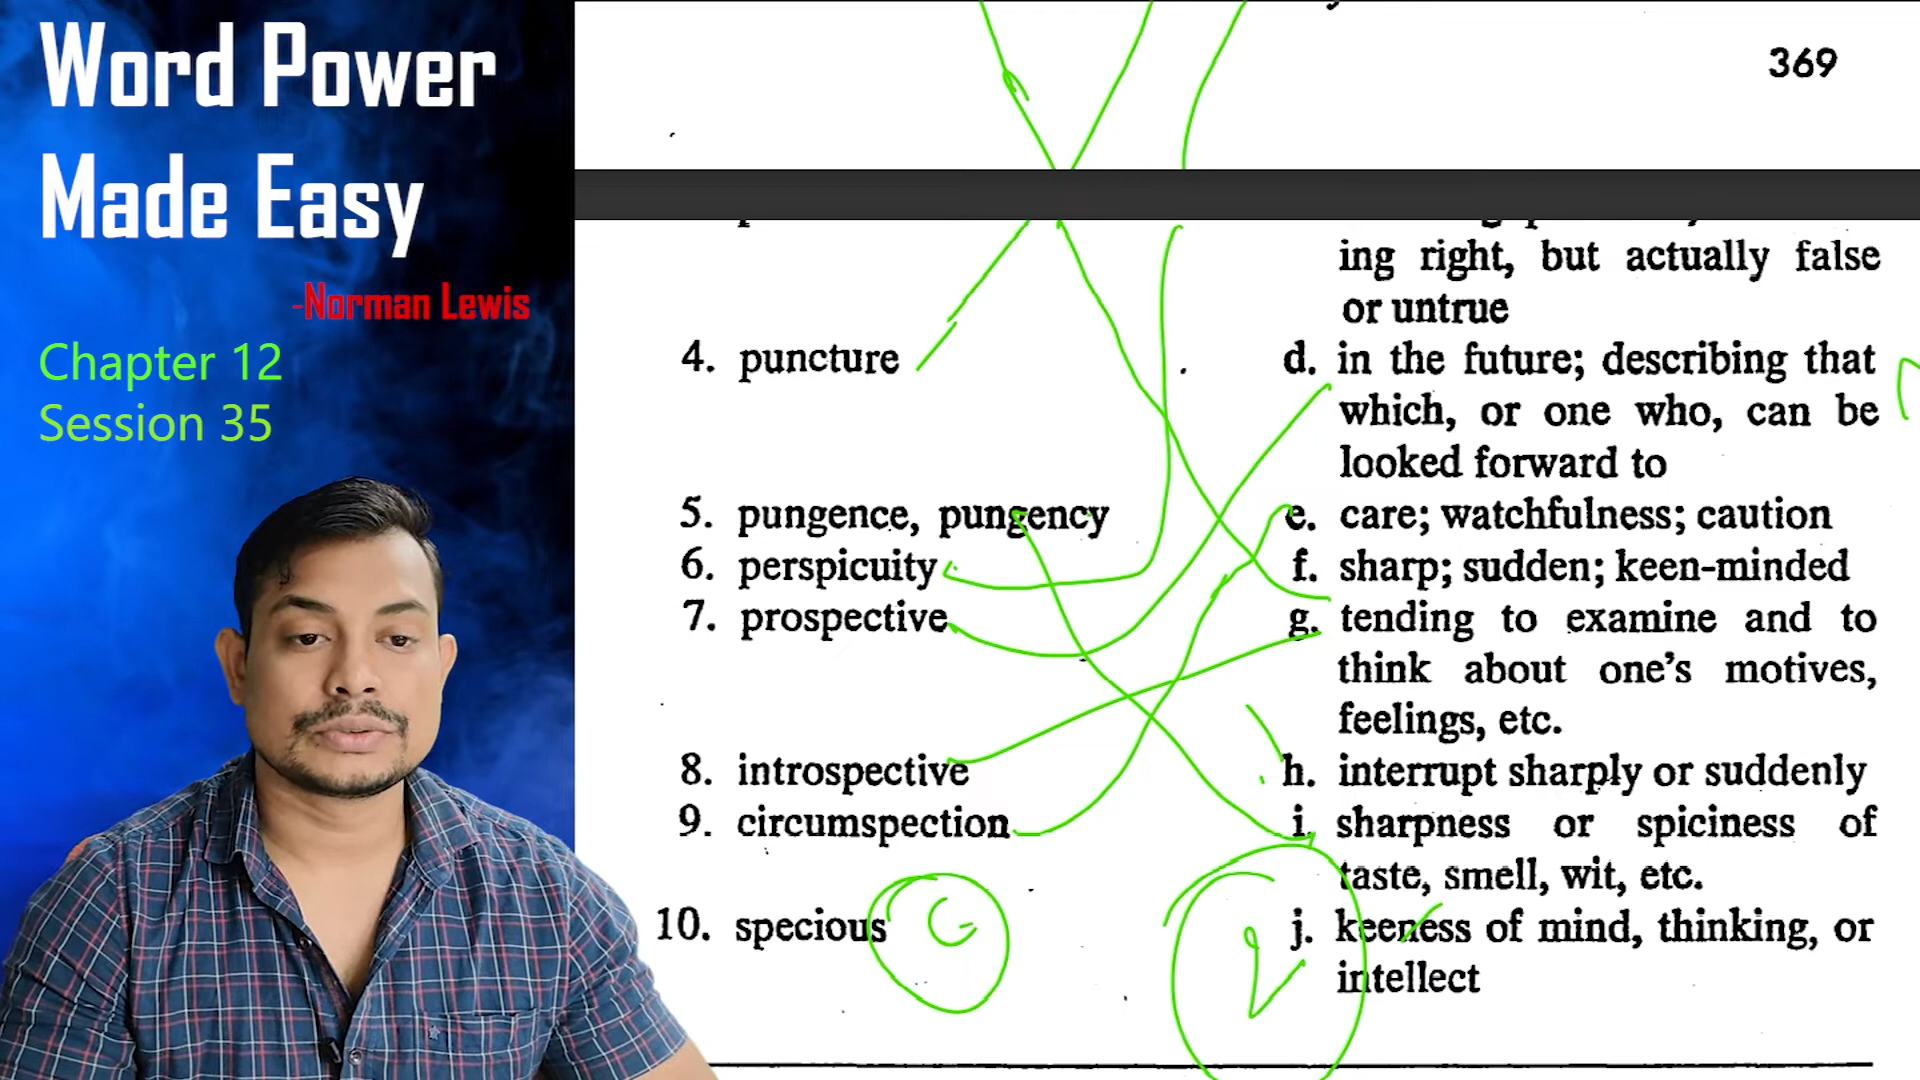 Word Power
Made Easy
-Norman Lewis
Chapter 12
Session 35
369
ing right, but actually false
or untrue
4. puncture
d. in the future; describing that
which, or one who, can be
looked forward to
5. pungence, pungency
e. care; watchfulness; caution
6. perspicuity
f. sharp; sudden; keen-minded
7. prospective
g. tending to examine and to
think about one's motives,
feelings, etc.
8. introspective
h. interrupt sharply or suddenly
9. circumspection
i. sharpness or spiciness of
taste, smell, wit, etc.
10. specious
j. keeness of mind, thinking, or
intellect